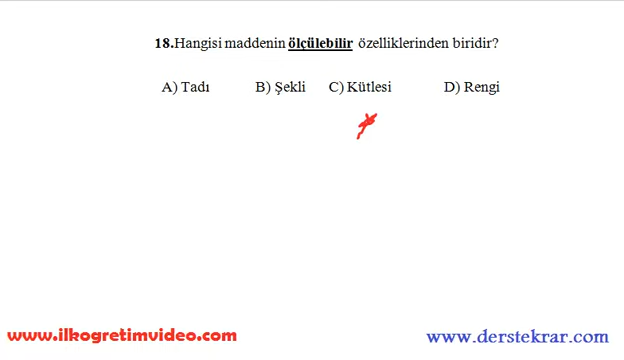 18.Hangisi maddenin ölçülebilir özelliklerinden biridir?
A) Tadı B) Şekli C) Kütlesi D) Rengi
www.ilkogretimvideo.com
www.derstekrar.com